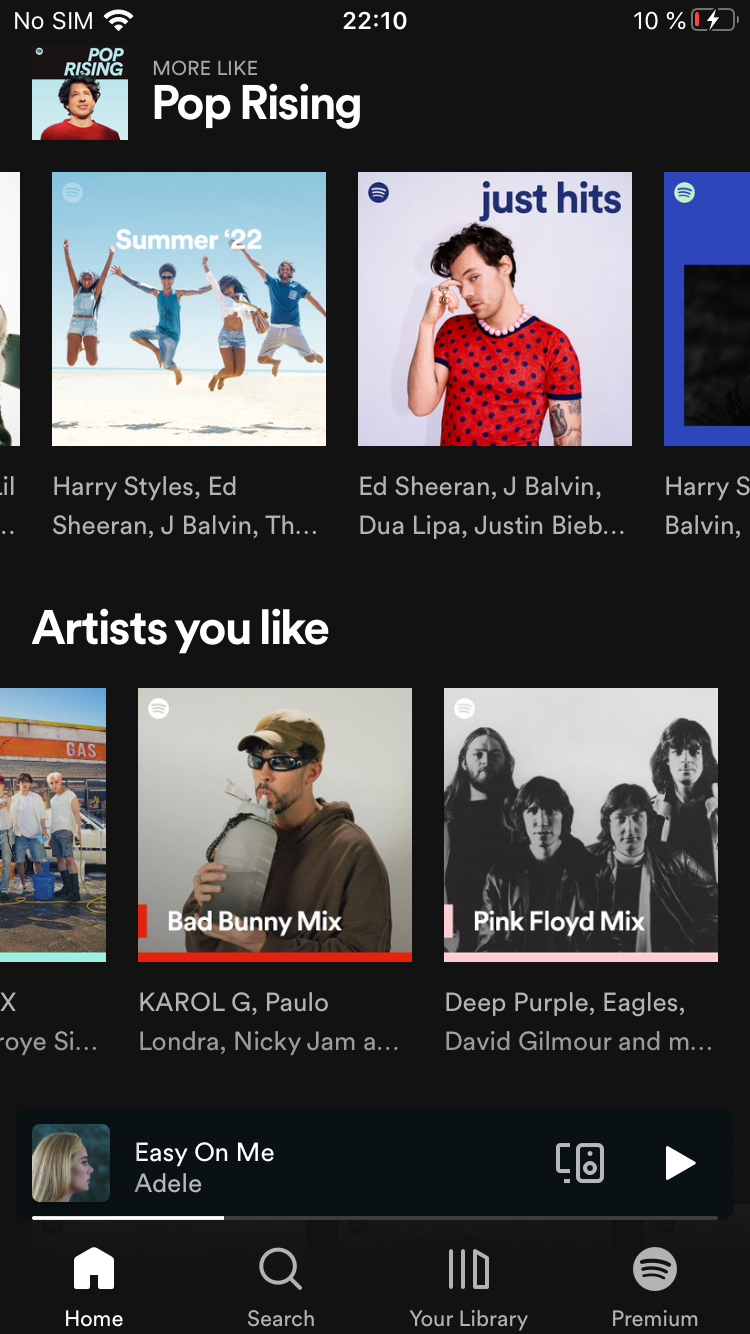 No SIM 22:10 10 %
POP
RISING
MORE LIKE
Pop Rising
Summer ‘22
just hits
Lil
Harry Styles, Ed
Sheeran, J Balvin, Th...
Ed Sheeran, J Balvin,
Dua Lipa, Justin Bieb...
Harry S
Balvin,
Artists you like
GAS
Bad Bunny Mix
Pink Floyd Mix
X
roye Si...
KAROL G, Paulo
Londra, Nicky Jam a...
Deep Purple, Eagles,
David Gilmour and m...
Easy On Me
Adele
Home
Search
Your Library
Premium